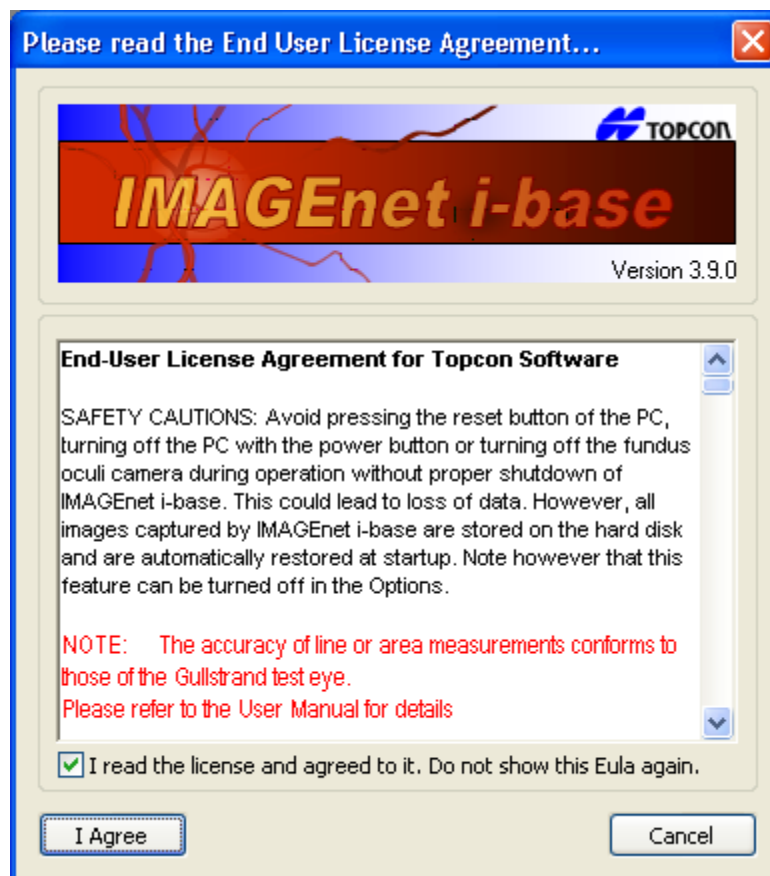 Please read the End User License Agreement...
TOPCON
IMAGEnet i-base
Version 3.9.0
End-User License Agreement for Topcon Software
SAFETY CAUTIONS: Avoid pressing the reset button of the PC,
turning off the PC with the power button or turning off the fundus
oculi camera during operation without proper shutdown of
IMAGEnet i-base. This could lead to loss of data. However, all
images captured by IMAGEnet i-base are stored on the hard disk
and are automatically restored at startup. Note however that this
feature can be turned off in the Options.
NOTE: The accuracy of line or area measurements conforms to
those of the Gullstrand test eye.
Please refer to the User Manual for details
I read the license and agreed to it. Do not show this Eula again.
I Agree
Cancel